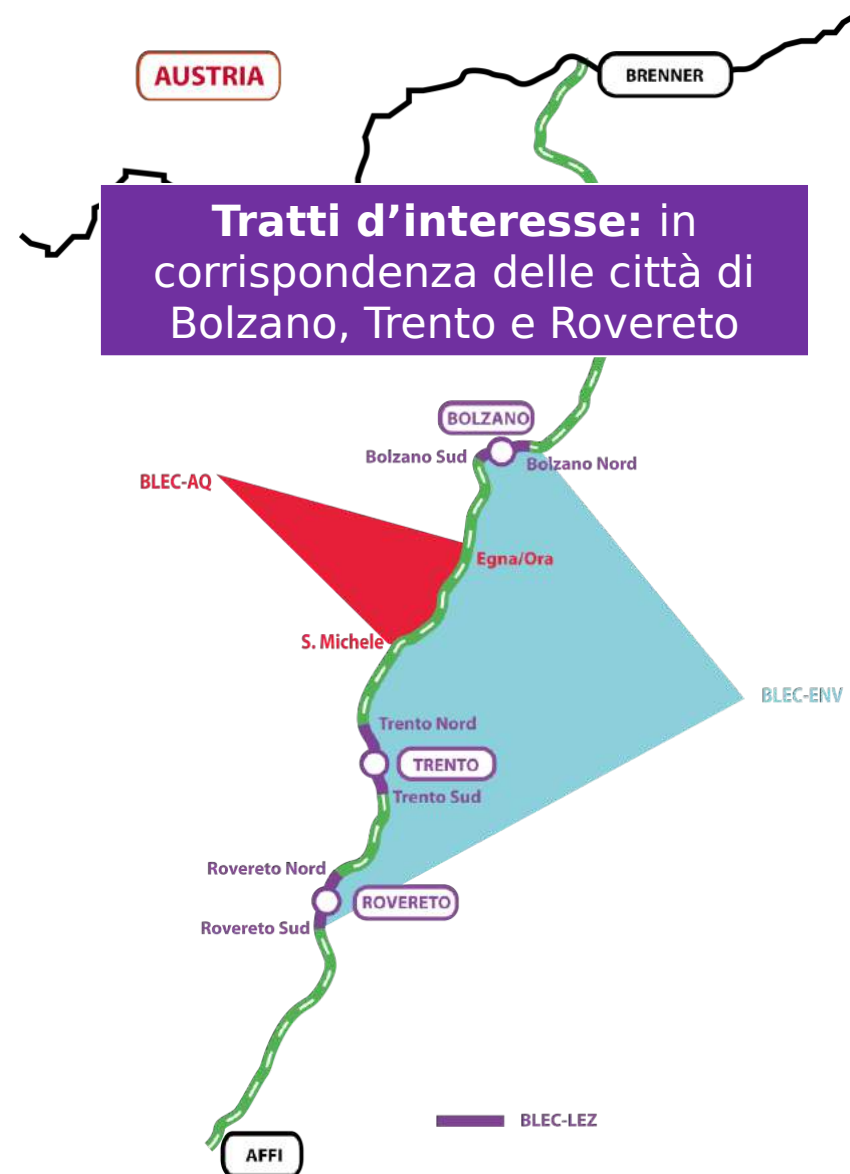 AUSTRIA
BRENNER
Tratti d’interesse: in
corrispondenza delle città di
Bolzano, Trento e Rovereto
BOLZANO
Bolzano Sud
Bolzano Nord
BLEC-AQ
Egna/Ora
S. Michele
BLEC-ENV
Trento Nord
TRENTO
Trento Sud
Rovereto Nord
ROVERETO
Rovereto Sud
BLEC-LEZ
AFFI